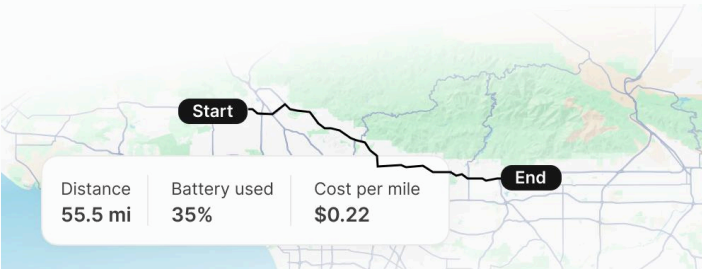 Start
End
Distance
55.5 mi
Battery used
35%
Cost per mile
$0.22